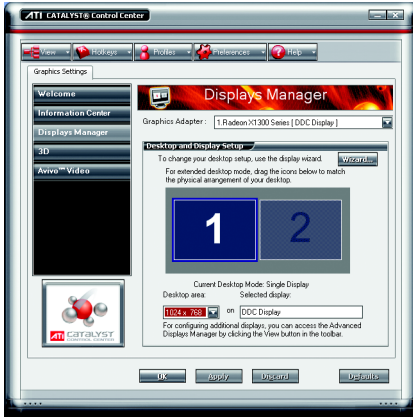 ATI CATALYST® Control Center
View Hotkeys Profiles Preferences Help
Graphics Settings
Welcome
Information Center
Displays Manager
3D
Avivo™ Video
Displays Manager
Graphics Adapter : 1.Radeon X1300 Series [ DDC Display ]
Desktop and Display Setup
To change your desktop setup, use the display wizard. Wizard...
For extended desktop mode, drag the icons below to match
the physical arrangement of your desktop.
1 2
Current Desktop Mode: Single Display
Desktop area: Selected display:
1024 x 768 on DDC Display
For configuring additional displays, you can access the Advanced
Displays Manager by clicking the View button in the toolbar.
ATI CATALYST
CONTROL CENTER
OK Apply Discard Defaults